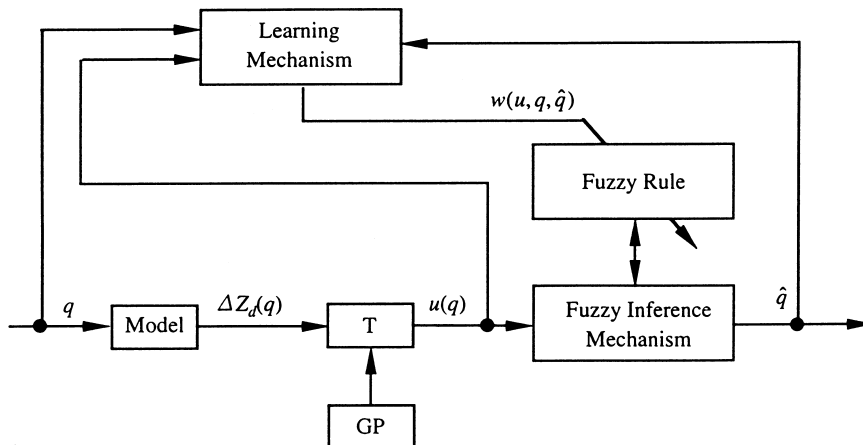 Learning
Mechanism
w(u, q, q̂)
Fuzzy Rule
q
Model
ΔZ_d(q)
T
u(q)
Fuzzy Inference
Mechanism
q̂
GP